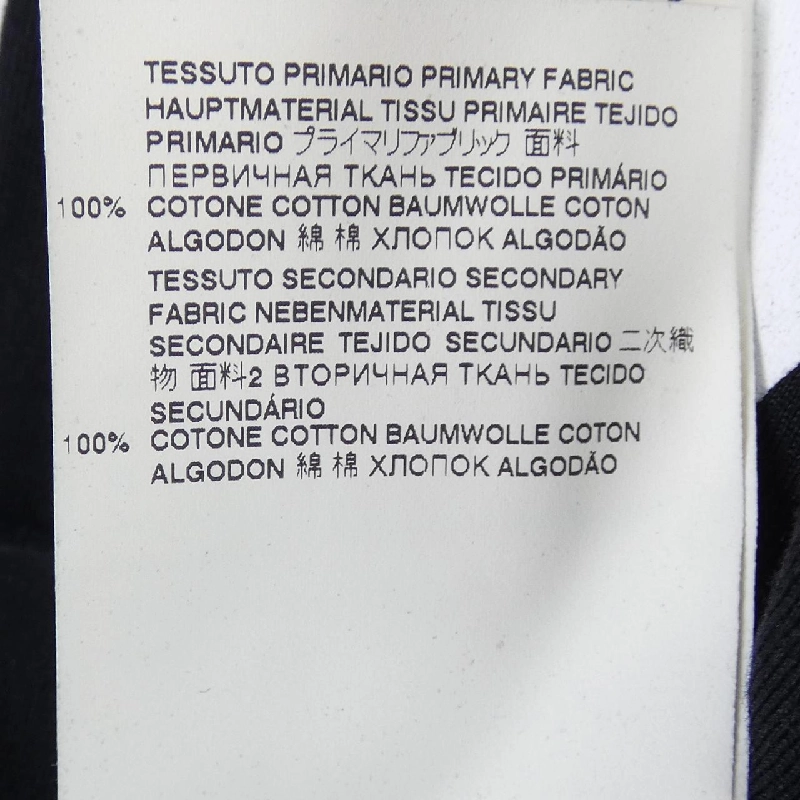 TESSUTO PRIMARIO PRIMARY FABRIC
HAUPTMATERIAL TISSU PRIMAIRE TEJIDO
PRIMARIO プライマリファブリック 面料
ПЕРВИЧНАЯ ТКАНЬ TECIDO PRIMÁRIO
100% COTONE COTTON BAUMWOLLE COTON
ALGODON 綿 棉 ХЛОПОК ALGODÃO
TESSUTO SECONDARIO SECONDARY
FABRIC NEBENMATERIAL TISSU
SECONDAIRE TEJIDO SECUNDARIO 二次織
物 面料2 ВТОРИЧНАЯ ТКАНЬ TECIDO
SECUNDÁRIO
100% COTONE COTTON BAUMWOLLE COTON
ALGODON 綿 棉 ХЛОПОК ALGODÃO